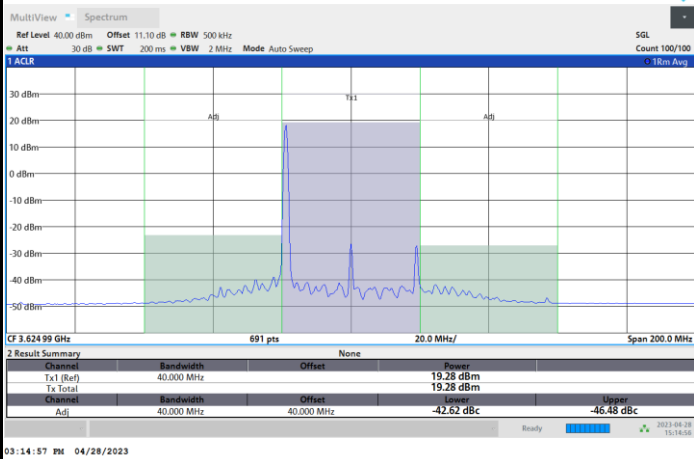 MultiView Spectrum
Ref Level 40.00 dBm Offset 11.10 dB RBW 500 kHz SGL
Att 30 dB SWT 200 ms VBW 2 MHz Mode Auto Sweep Count 100/100
1 ACLR 1Rm Avg
30 dBm
Tx1
20 dBm Adj Adj
10 dBm
0 dBm
-10 dBm
-20 dBm
-30 dBm
-40 dBm
-50 dBm
CF 3.624 99 GHz 691 pts 20.0 MHz/ Span 200.0 MHz
2 Result Summary None
Channel Bandwidth Offset Power
Tx1 (Ref) 40.000 MHz 19.28 dBm
Tx Total 19.28 dBm
Channel Bandwidth Offset Lower Upper
Adj 40.000 MHz 40.000 MHz -42.62 dBc -46.48 dBc
Ready 2023-04-28
15:14:56
03:14:57 PM 04/28/2023